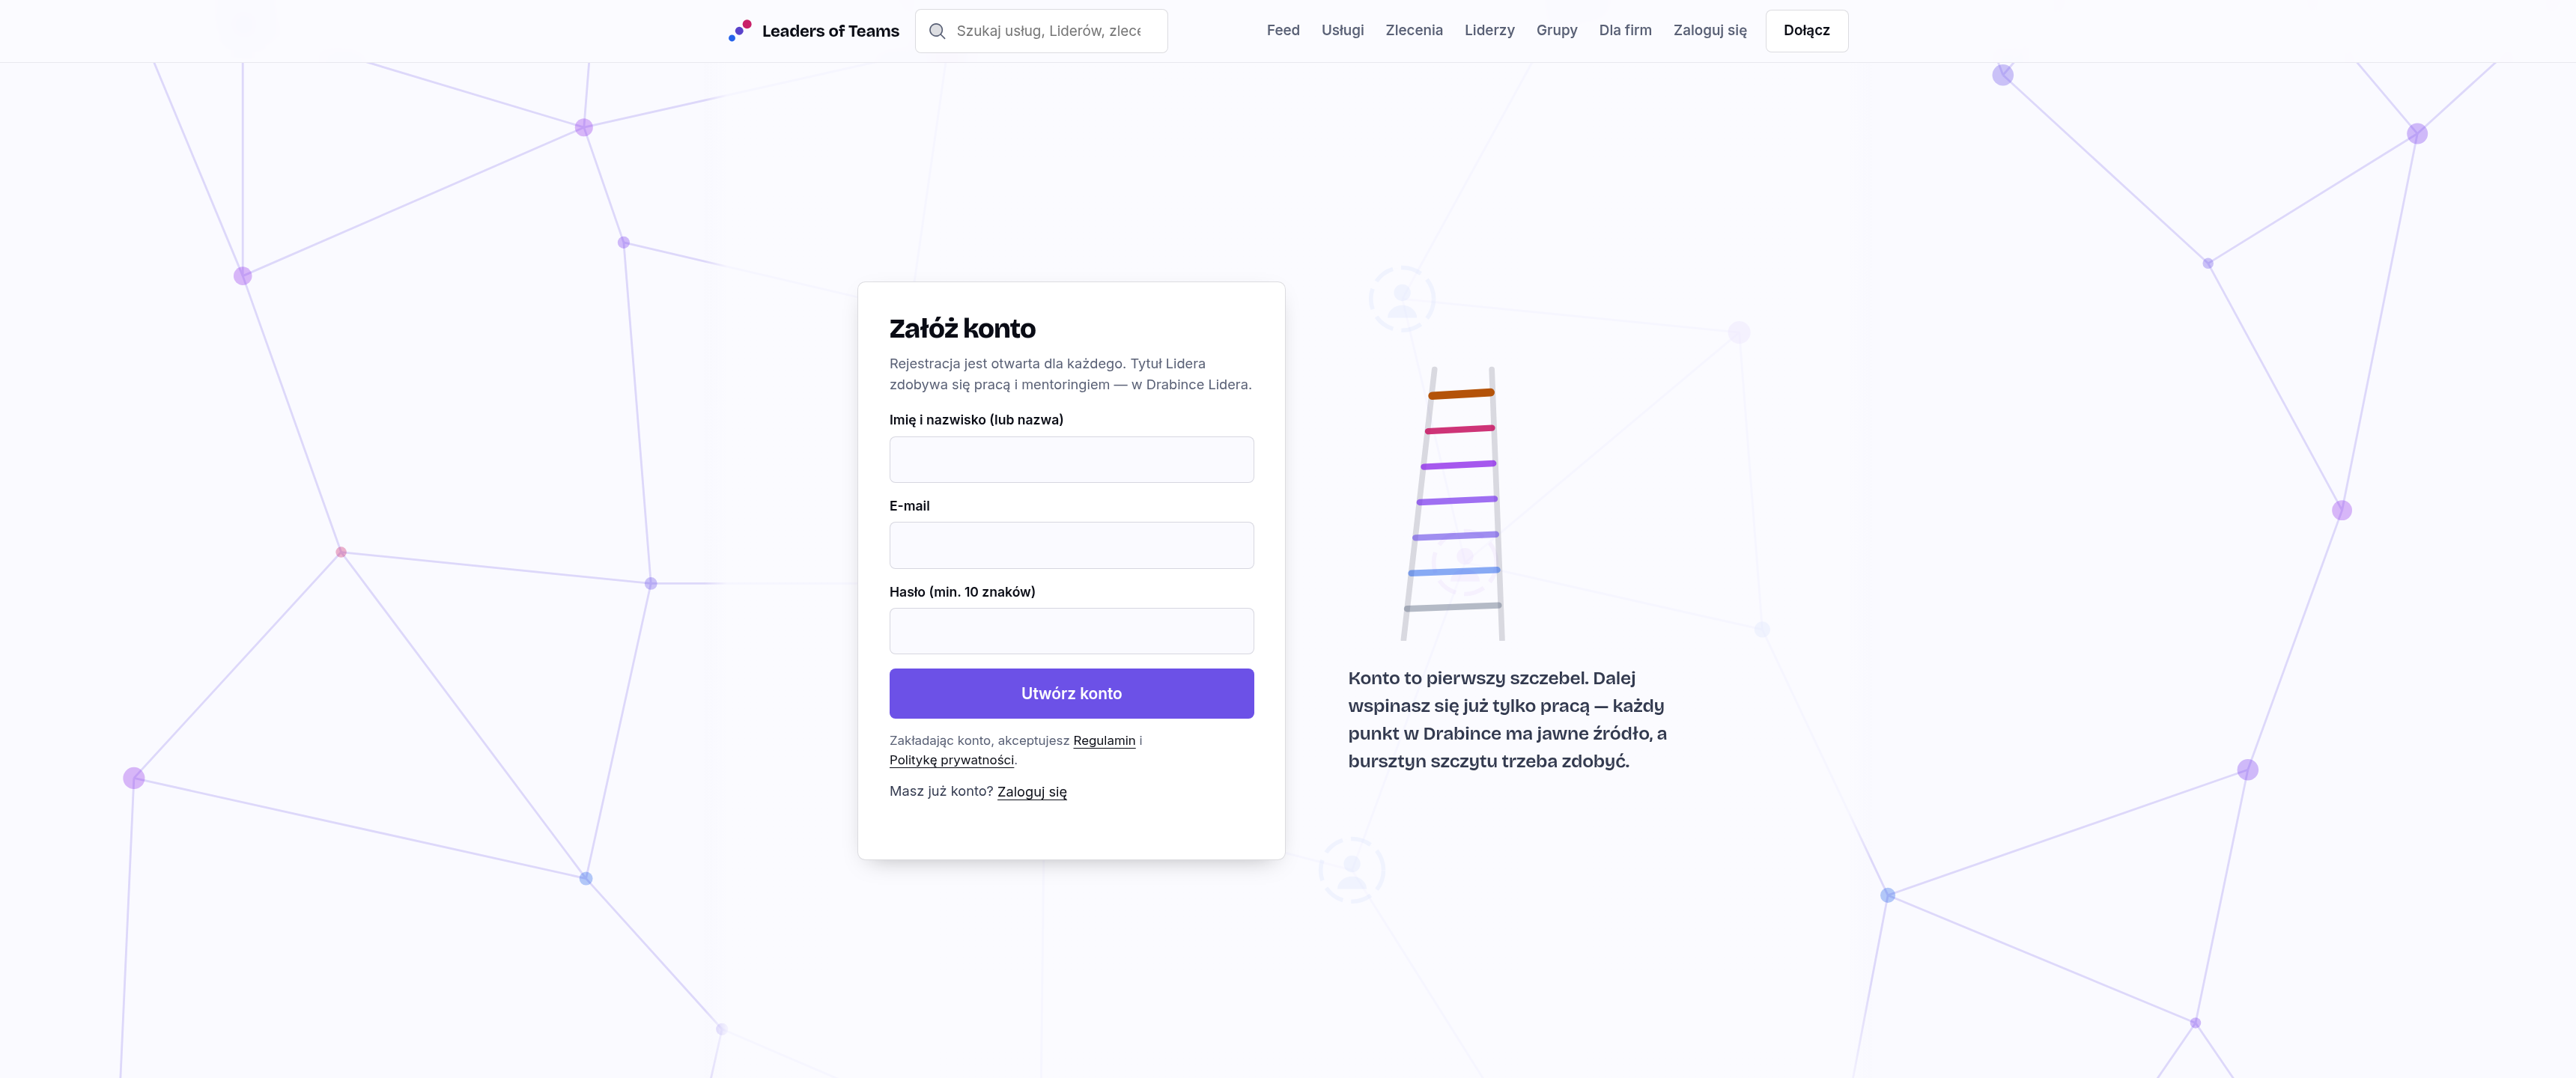 Leaders of Teams
Szukaj usług, Liderów, zlece
Feed
Usługi
Zlecenia
Liderzy
Grupy
Dla firm
Zaloguj się
Dołącz
Załóż konto
Rejestracja jest otwarta dla każdego. Tytuł Lidera
zdobywa się pracą i mentoringiem — w Drabince Lidera.
Imię i nazwisko (lub nazwa)
E-mail
Hasło (min. 10 znaków)
Utwórz konto
Zakładając konto, akceptujesz Regulamin i
Politykę prywatności.
Masz już konto? Zaloguj się
Konto to pierwszy szczebel. Dalej
wspinasz się już tylko pracą — każdy
punkt w Drabince ma jawne źródło, a
bursztyn szczytu trzeba zdobyć.